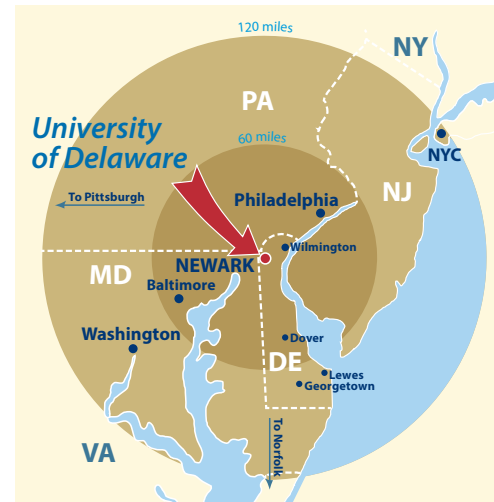 120 miles
NY
PA
University
of Delaware
60 miles
NYC
To Pittsburgh
Philadelphia
NJ
Wilmington
NEWARK
MD
Baltimore
Washington
Dover
DE
Lewes
Georgetown
To Norfolk
VA